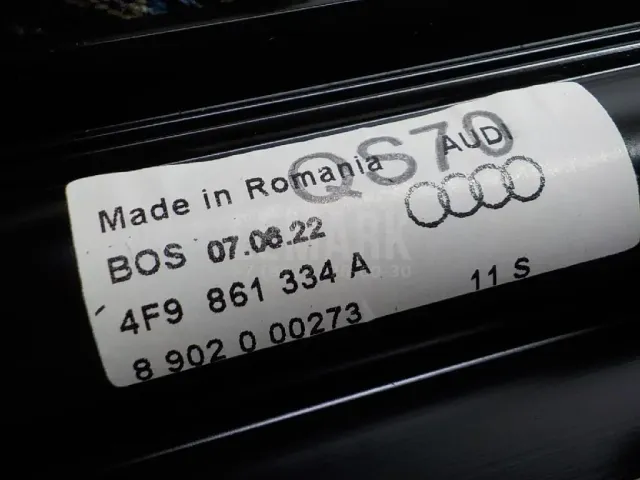 QS70
AUDI
Made in Romania
BOS 07.06.22
4F9 861 334 A
11 S
8 902 0 00273